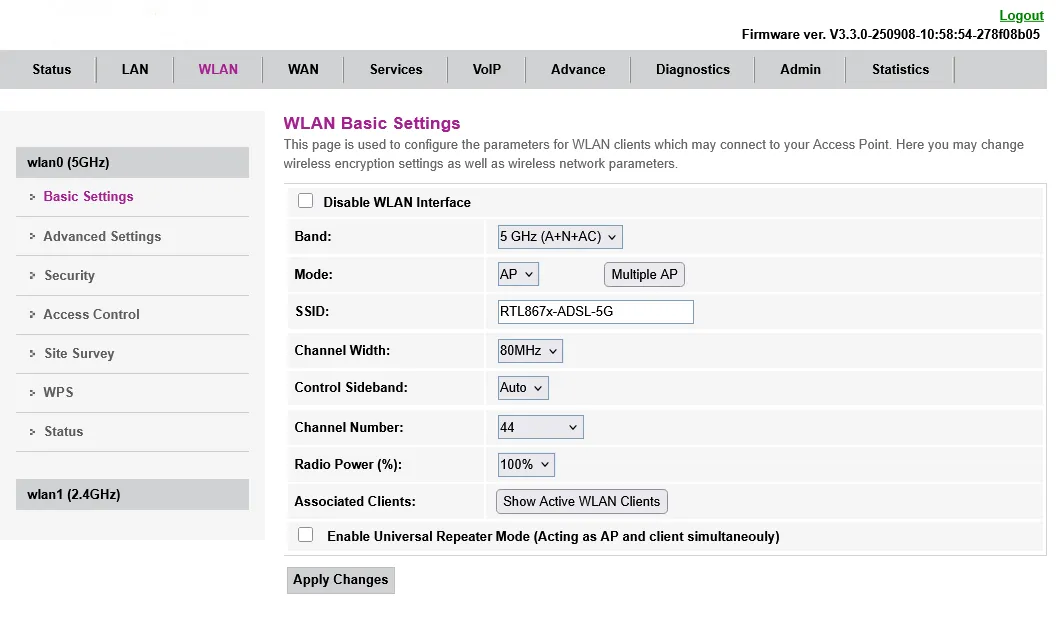 Logout
Firmware ver. V3.3.0-250908-10:58:54-278f08b05
Status LAN WLAN WAN Services VoIP Advance Diagnostics Admin Statistics
wlan0 (5GHz)
Basic Settings
Advanced Settings
Security
Access Control
Site Survey
WPS
Status
wlan1 (2.4GHz)
WLAN Basic Settings
This page is used to configure the parameters for WLAN clients which may connect to your Access Point. Here you may change
wireless encryption settings as well as wireless network parameters.
Disable WLAN Interface
Band: 5 GHz (A+N+AC)
Mode: AP Multiple AP
SSID: RTL867x-ADSL-5G
Channel Width: 80MHz
Control Sideband: Auto
Channel Number: 44
Radio Power (%): 100%
Associated Clients: Show Active WLAN Clients
Enable Universal Repeater Mode (Acting as AP and client simultaneouly)
Apply Changes